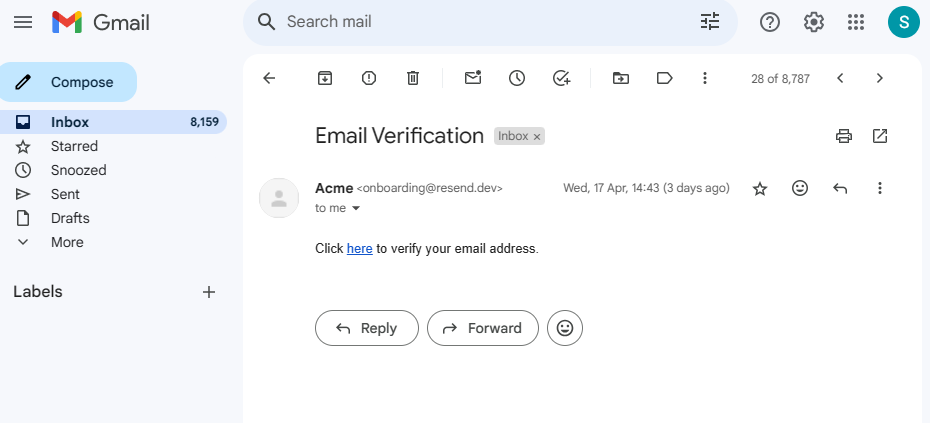 Gmail
Search mail
S
Compose
28 of 8,787
Inbox 8,159
Starred
Snoozed
Sent
Drafts
More
Labels
Email Verification Inbox ×
Acme <onboarding@resend.dev> Wed, 17 Apr, 14:43 (3 days ago)
to me
Click here to verify your email address.
Reply Forward